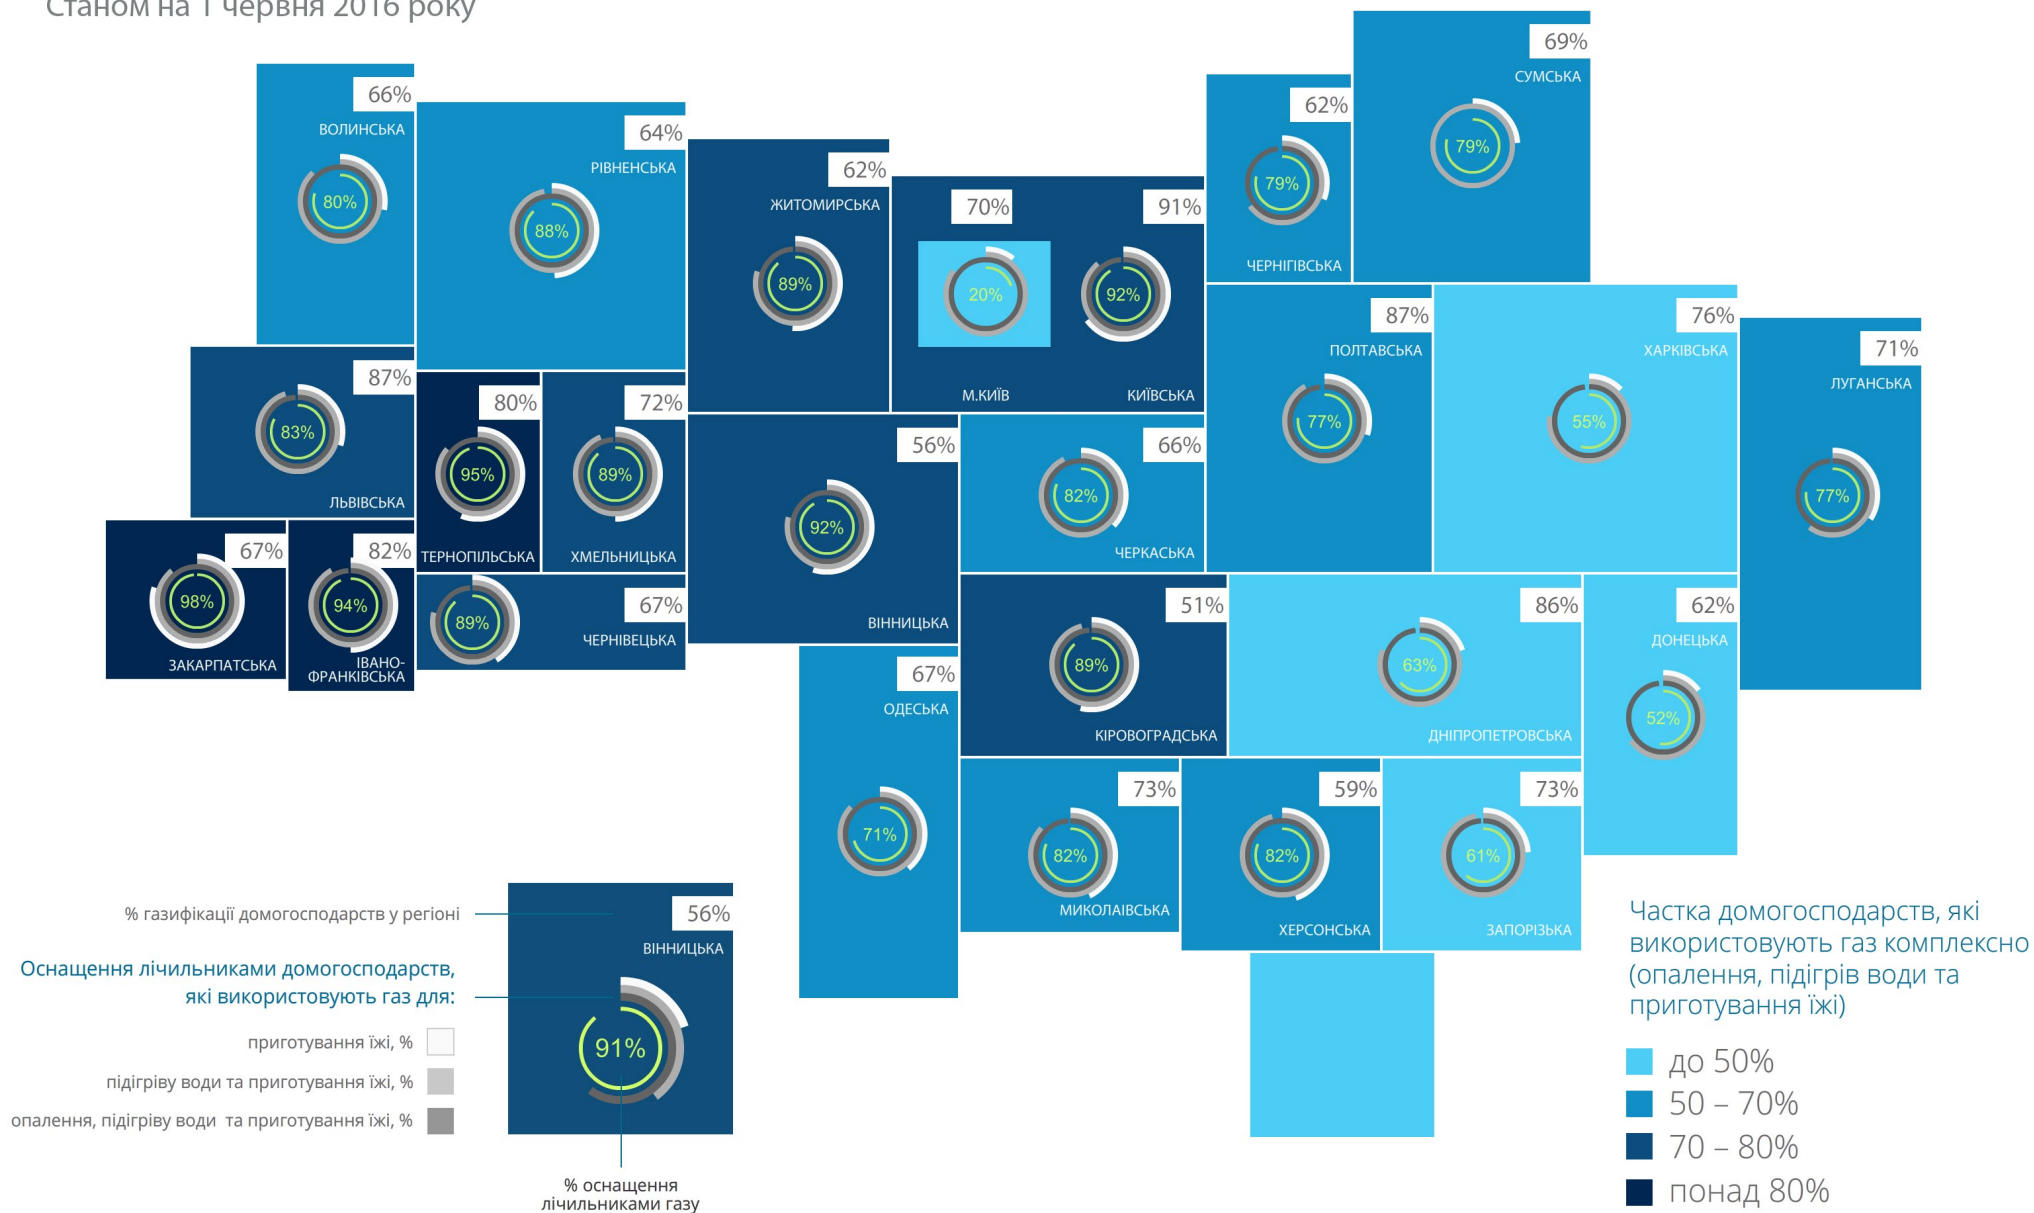 Станом на 1 червня 2016 року
66%
ВОЛИНСЬКА
80%
64%
РІВНЕНСЬКА
88%
62%
ЖИТОМИРСЬКА
89%
70%
20%
М.КИЇВ
91%
92%
КИЇВСЬКА
62%
79%
ЧЕРНІГІВСЬКА
69%
СУМСЬКА
79%
87%
83%
ЛЬВІВСЬКА
80%
95%
ТЕРНОПІЛЬСЬКА
72%
89%
ХМЕЛЬНИЦЬКА
56%
92%
ВІННИЦЬКА
66%
82%
ЧЕРКАСЬКА
87%
ПОЛТАВСЬКА
77%
76%
ХАРКІВСЬКА
55%
71%
ЛУГАНСЬКА
77%
67%
98%
ЗАКАРПАТСЬКА
82%
94%
ІВАНО-
ФРАНКІВСЬКА
67%
89%
ЧЕРНІВЕЦЬКА
67%
ОДЕСЬКА
71%
51%
89%
КІРОВОГРАДСЬКА
86%
63%
ДНІПРОПЕТРОВСЬКА
62%
ДОНЕЦЬКА
52%
73%
82%
МИКОЛАІВСЬКА
59%
82%
ХЕРСОНСЬКА
73%
61%
ЗАПОРІЗЬКА
% газифікації домогосподарств у регіоні
Оснащення лічильниками домогосподарств,
які використовують газ для:
приготування їжі, %
підігріву води та приготування їжі, %
опалення, підігріву води та приготування їжі, %
56%
ВІННИЦЬКА
91%
% оснащення
лічильниками газу
Частка домогосподарств, які
використовують газ комплексно
(опалення, підігрів води та
приготування їжі)
до 50%
50 – 70%
70 – 80%
понад 80%